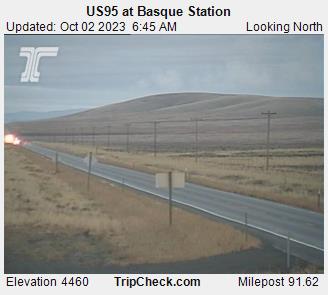 US95 at Basque Station
Updated: Oct 02 2023 6:45 AM
Looking North
Elevation 4460
TripCheck.com
Milepost 91.62